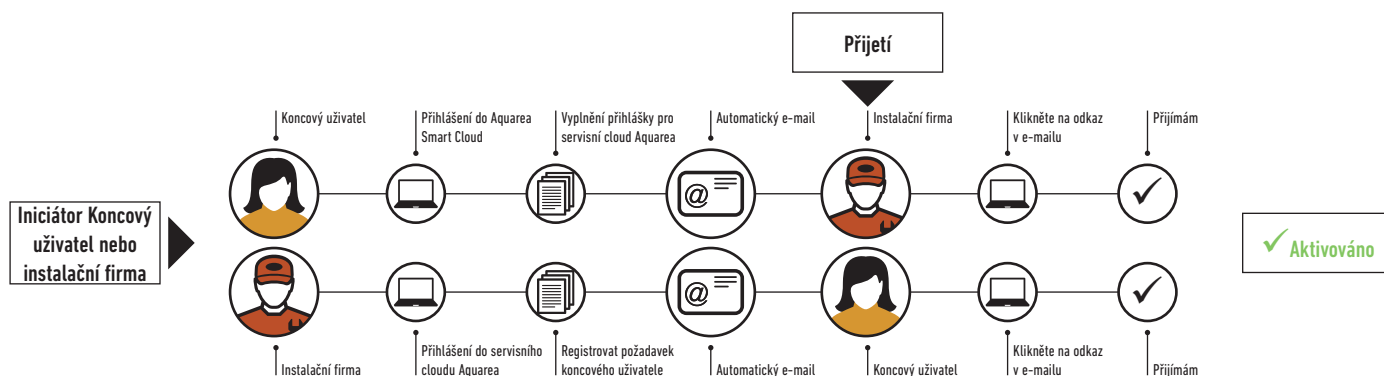 Přijetí
Koncový uživatel
Přihlášení do Aquarea
Smart Cloud
Vyplnění přihlášky pro
servisní cloud Aquarea
Automatický e-mail
Instalační firma
Klikněte na odkaz
v e-mailu
Přijímám
@
Iniciátor Koncový
uživatel nebo
instalační firma
Aktivováno
@
Instalační firma
Přihlášení do servisního
cloudu Aquarea
Registrovat požadavek
koncového uživatele
Automatický e-mail
Koncový uživatel
Klikněte na odkaz
v e-mailu
Přijímám